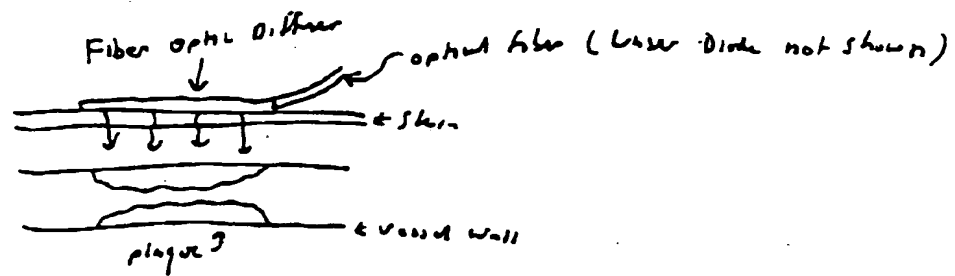 Fiber optic Diffuser
optical fiber (Laser Diode not shown)
skin
vessel wall
plaque